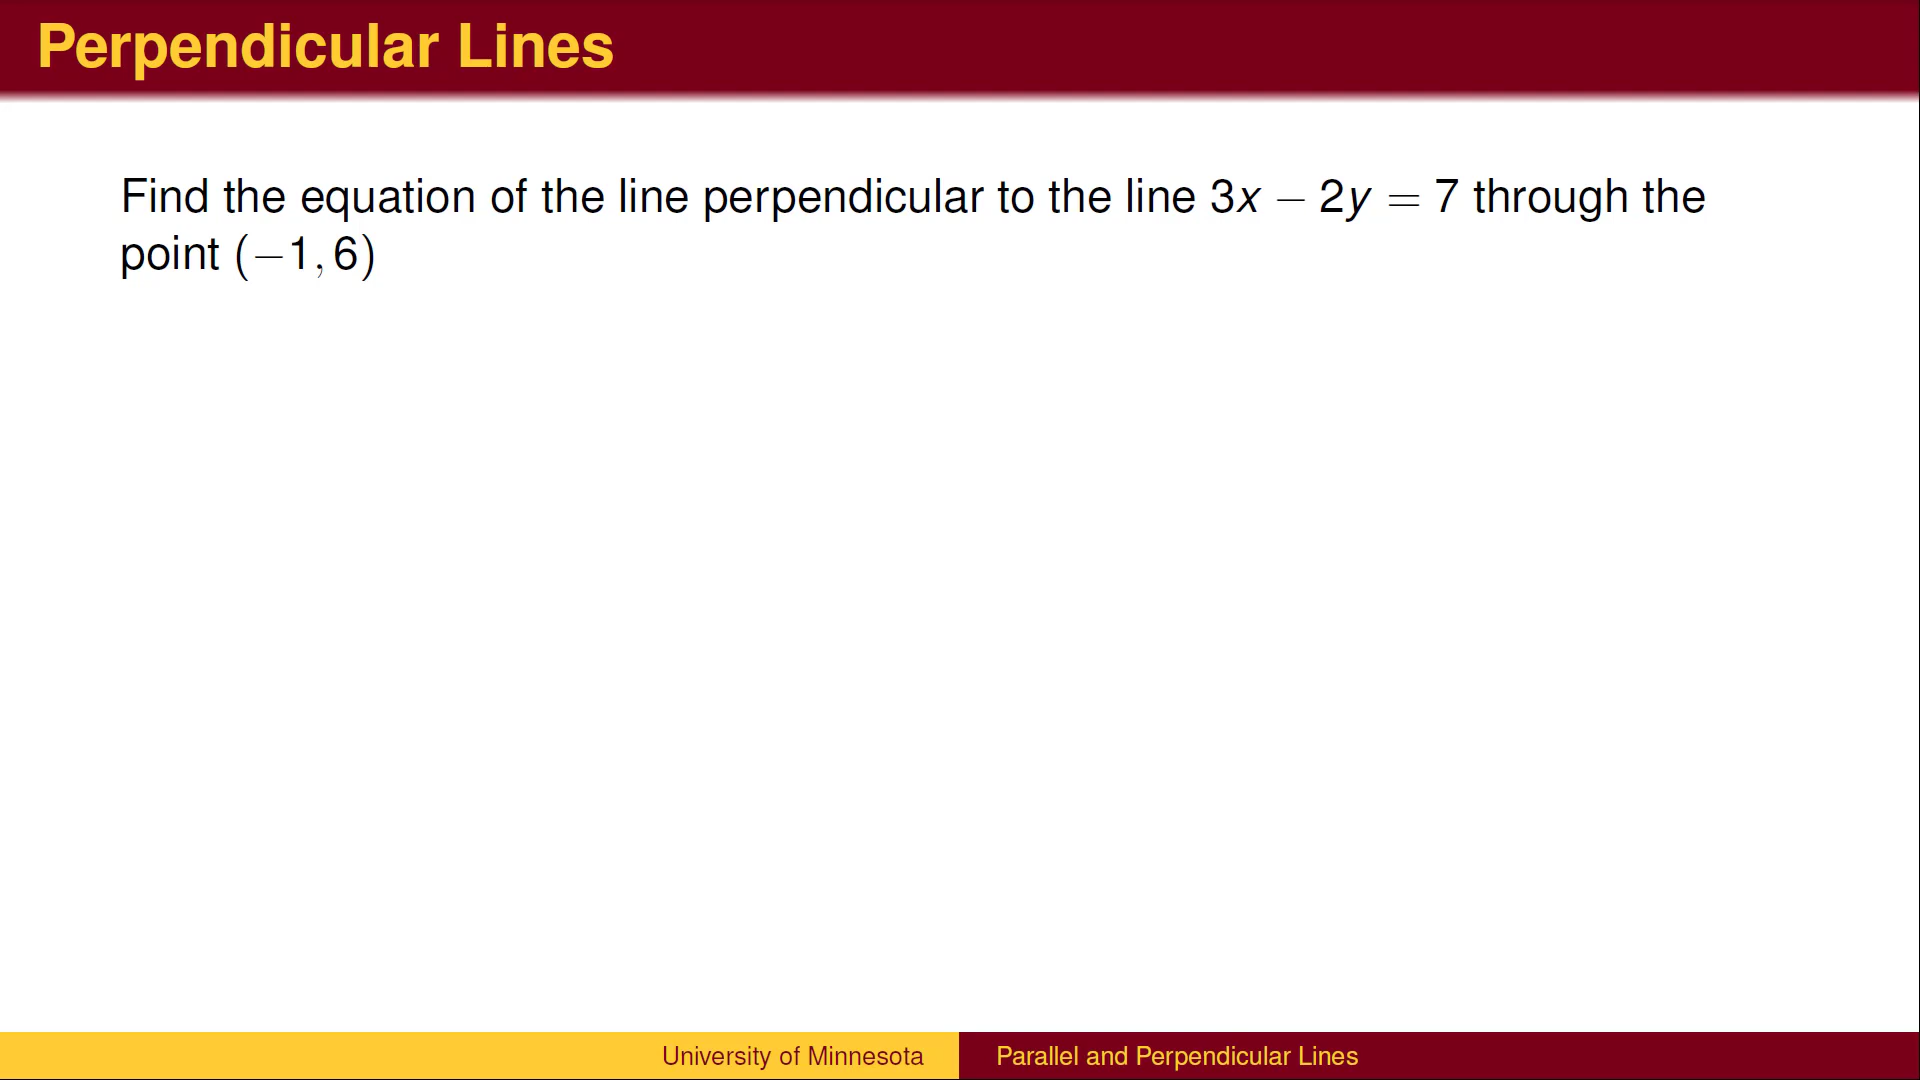 Perpendicular Lines
Find the equation of the line perpendicular to the line 3x − 2y = 7 through the
point (−1, 6)
University of Minnesota
Parallel and Perpendicular Lines